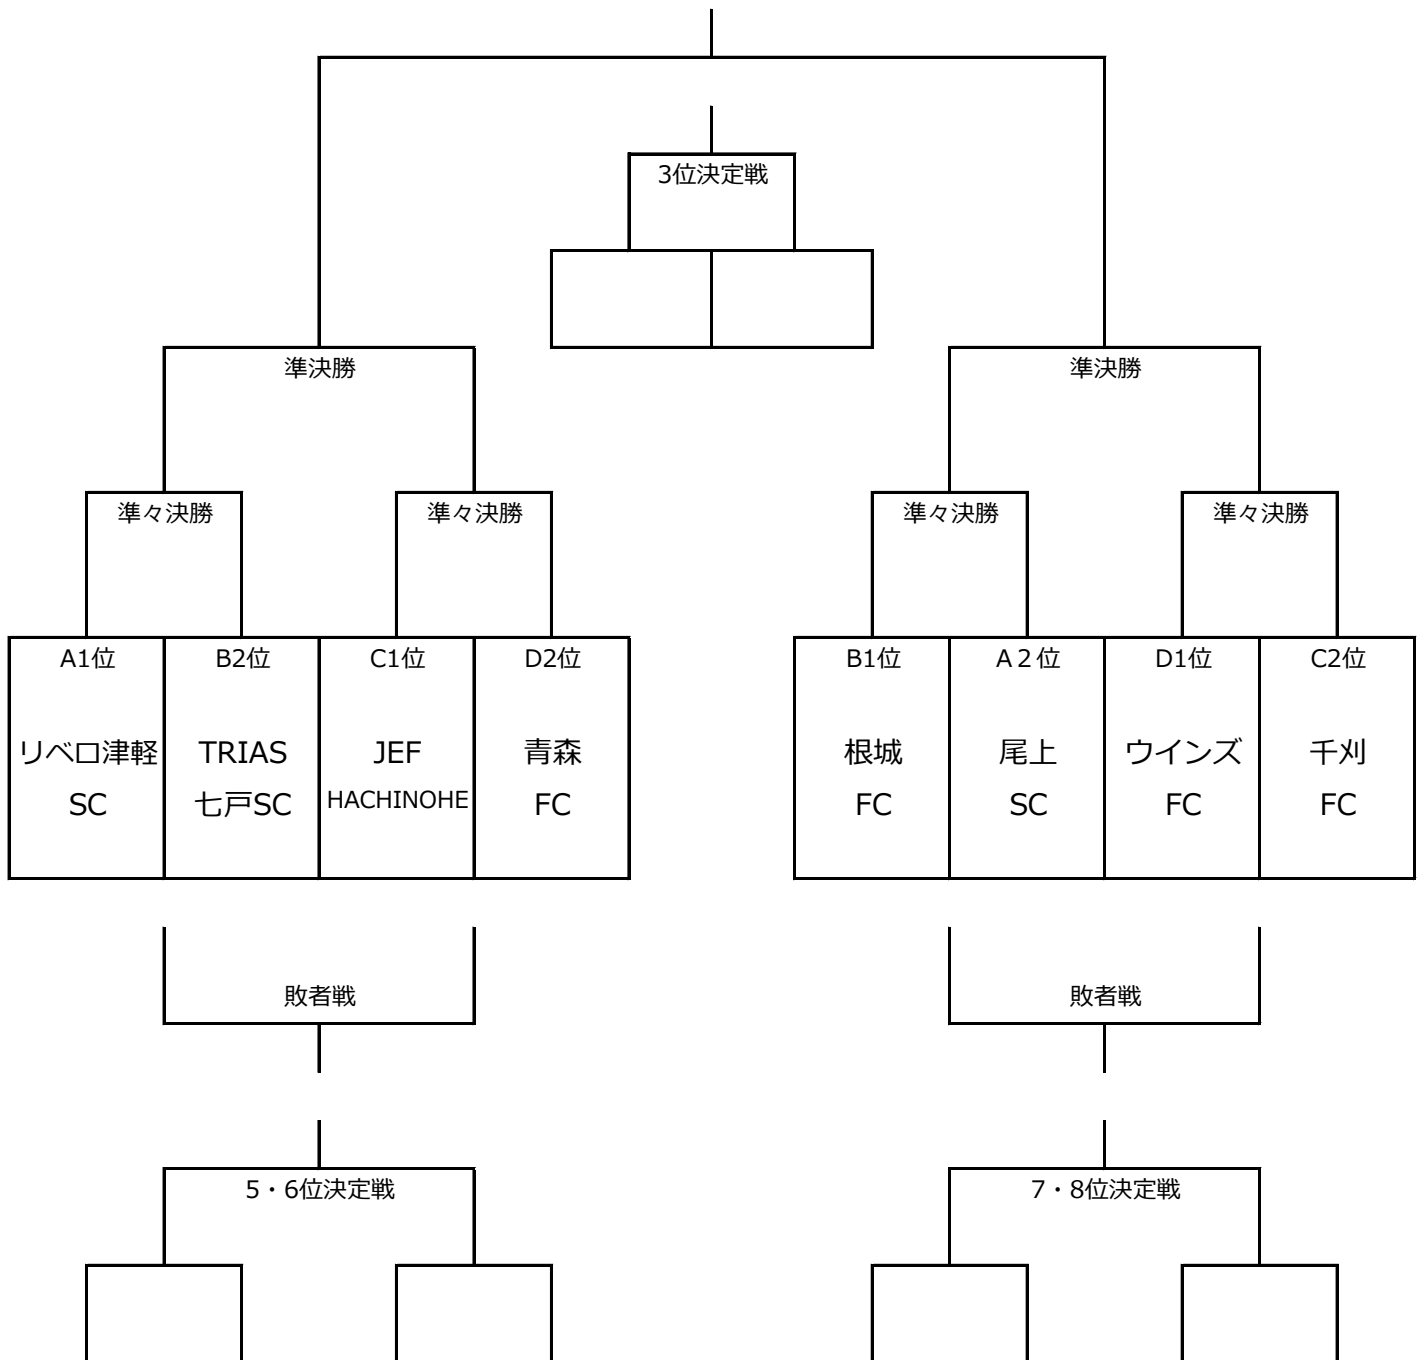 3位決定戦
準決勝
準決勝
準々決勝
準々決勝
準々決勝
準々決勝
A1位
B2位
C1位
D2位
B1位
A２位
D1位
C2位
リベロ津軽
SC
TRIAS
七戸SC
JEF
HACHINOHE
青森
FC
根城
FC
尾上
SC
ウインズ
FC
千刈
FC
敗者戦
敗者戦
5・6位決定戦
7・8位決定戦